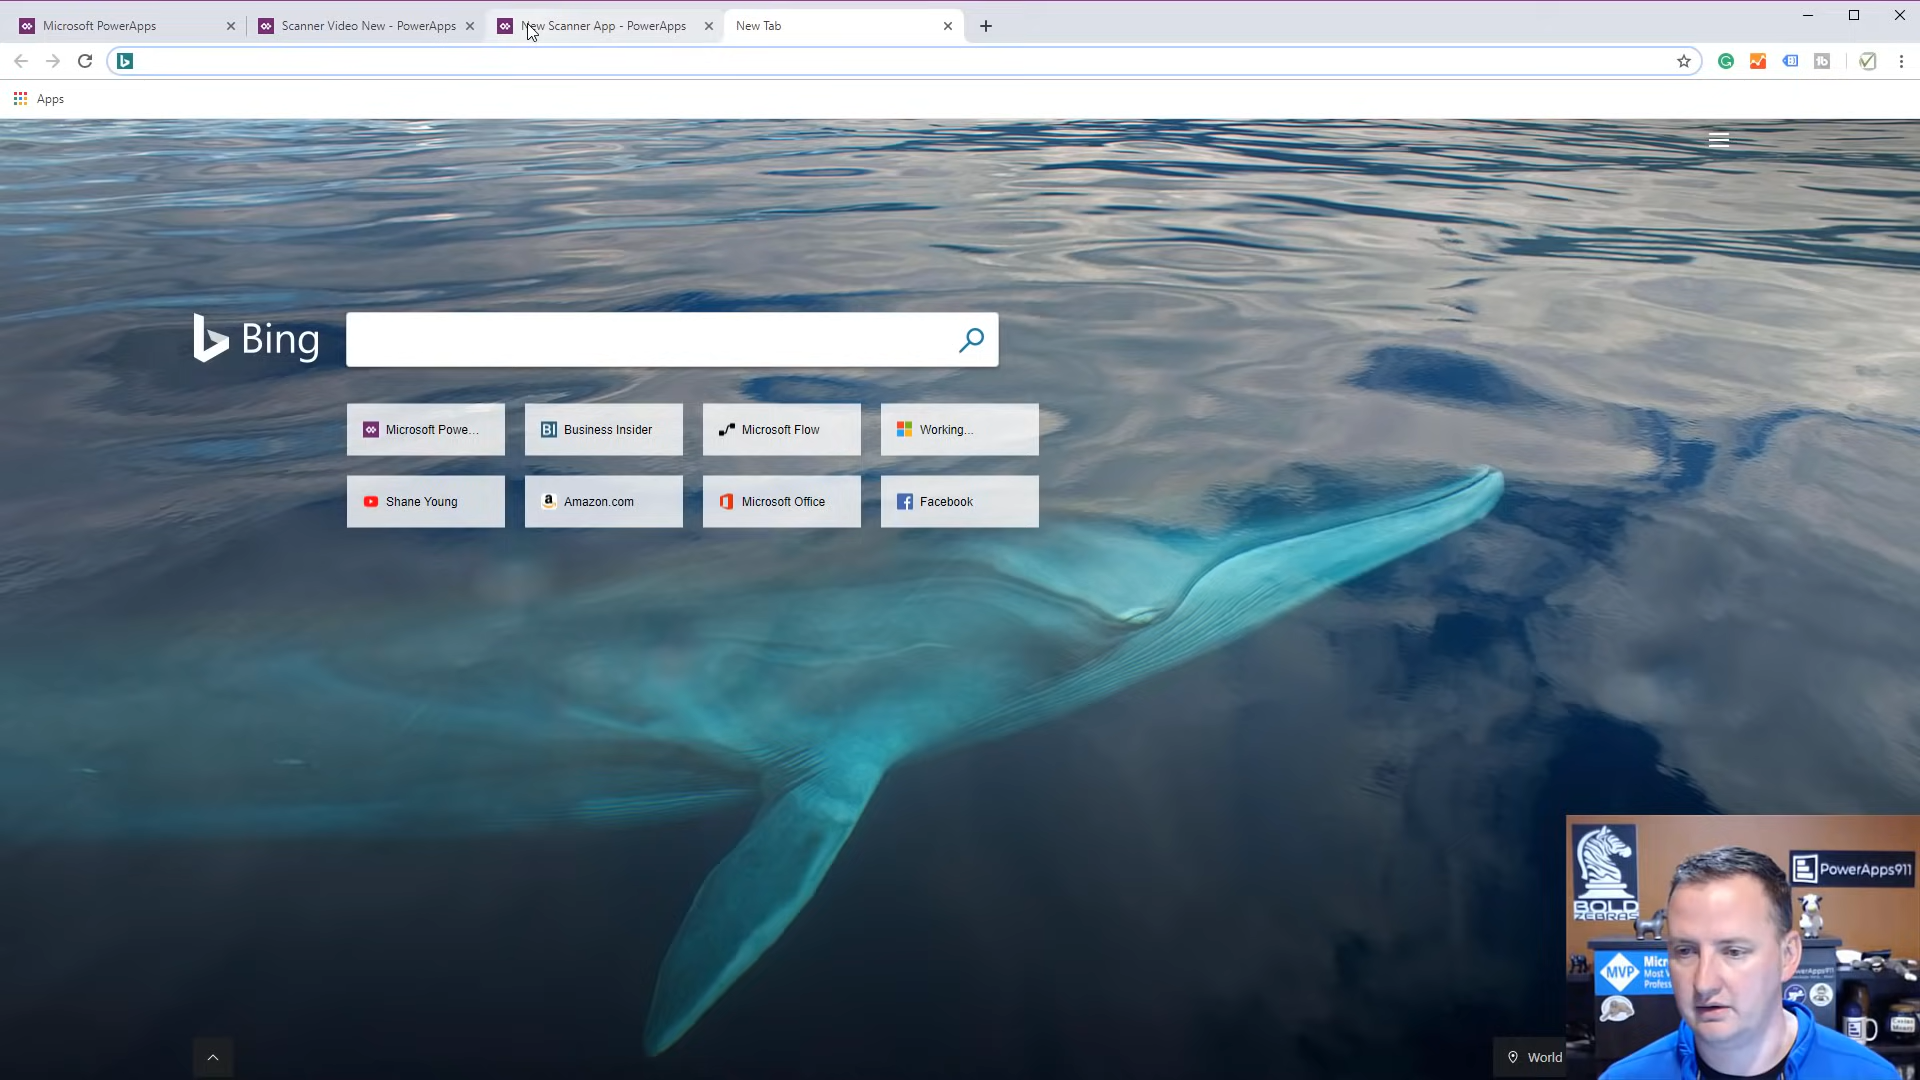 Microsoft PowerApps
Scanner Video New - PowerApps
New Scanner App - PowerApps
New Tab
Apps
Bing
Microsoft Powe...
BI Business Insider
Microsoft Flow
Working...
Shane Young
Amazon.com
Microsoft Office
Facebook
World
PowerApps911
BOLD
ZEBRAS
MVP